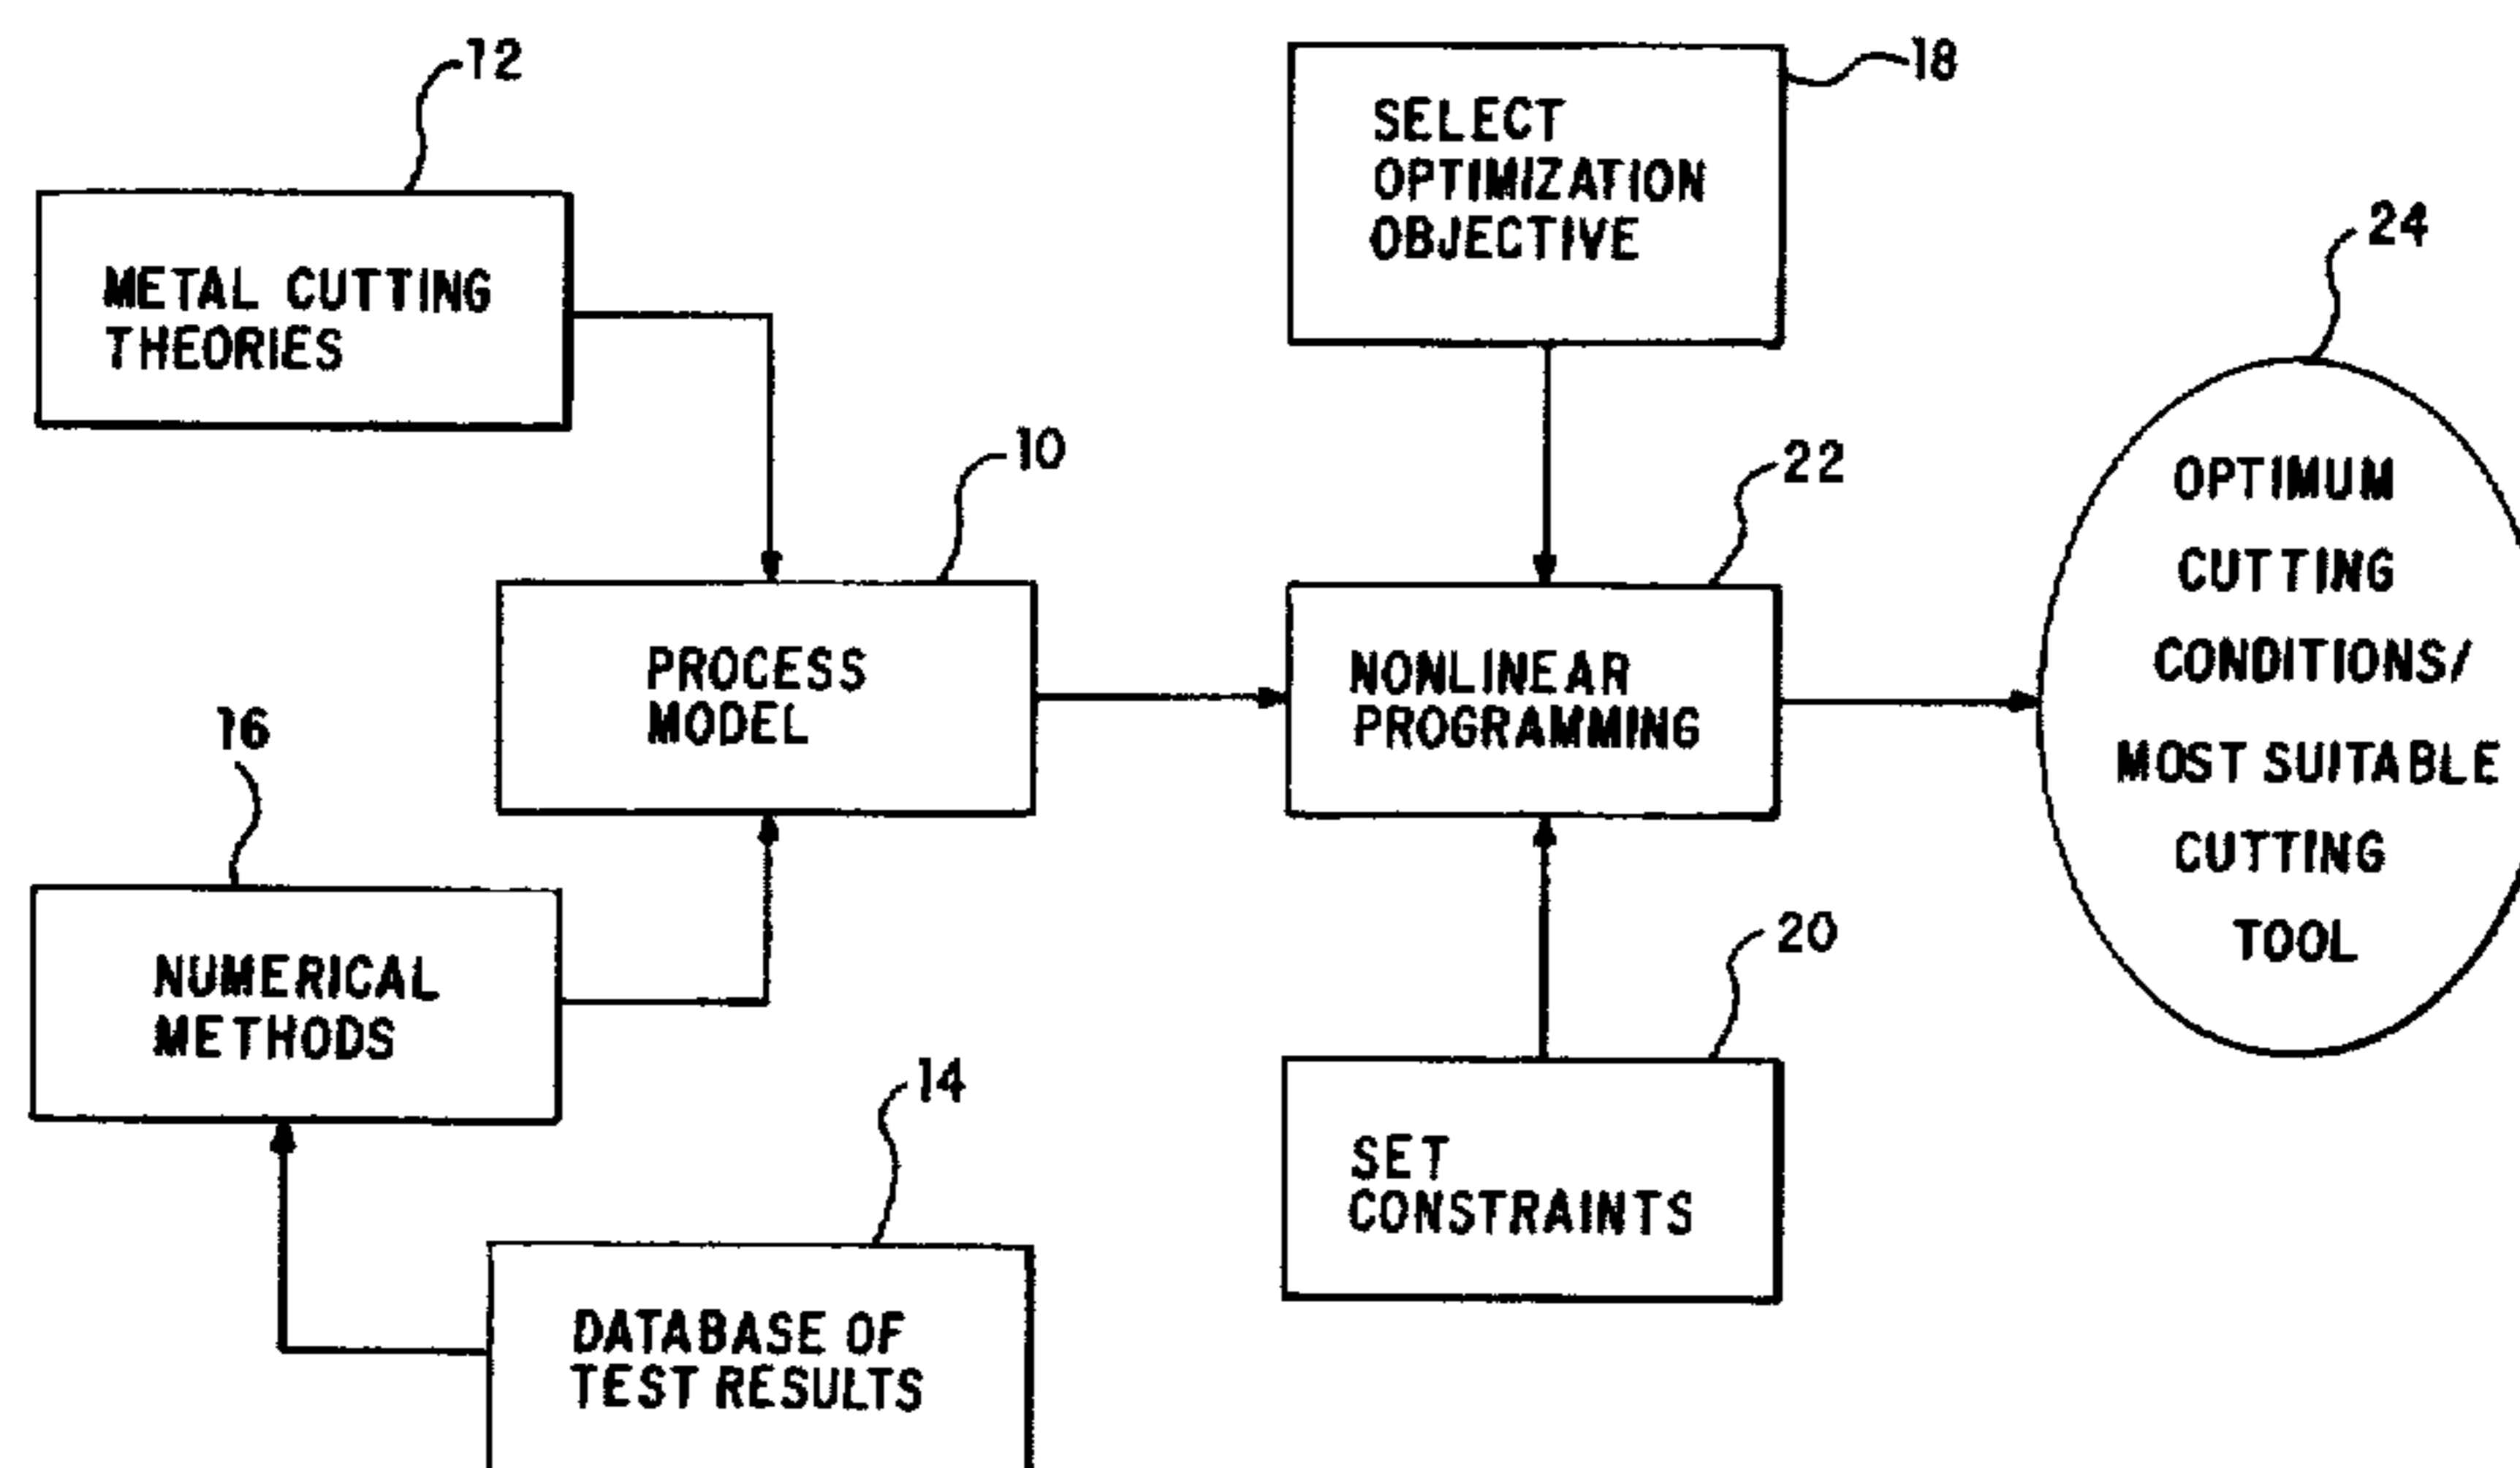 12
METAL CUTTING
THEORIES
10
PROCESS
MODEL
16
NUMERICAL
METHODS
14
DATABASE OF
TEST RESULTS
18
SELECT
OPTIMIZATION
OBJECTIVE
22
NONLINEAR
PROGRAMMING
20
SET
CONSTRAINTS
24
OPTIMUM
CUTTING
CONDITIONS/
MOST SUITABLE
CUTTING
TOOL